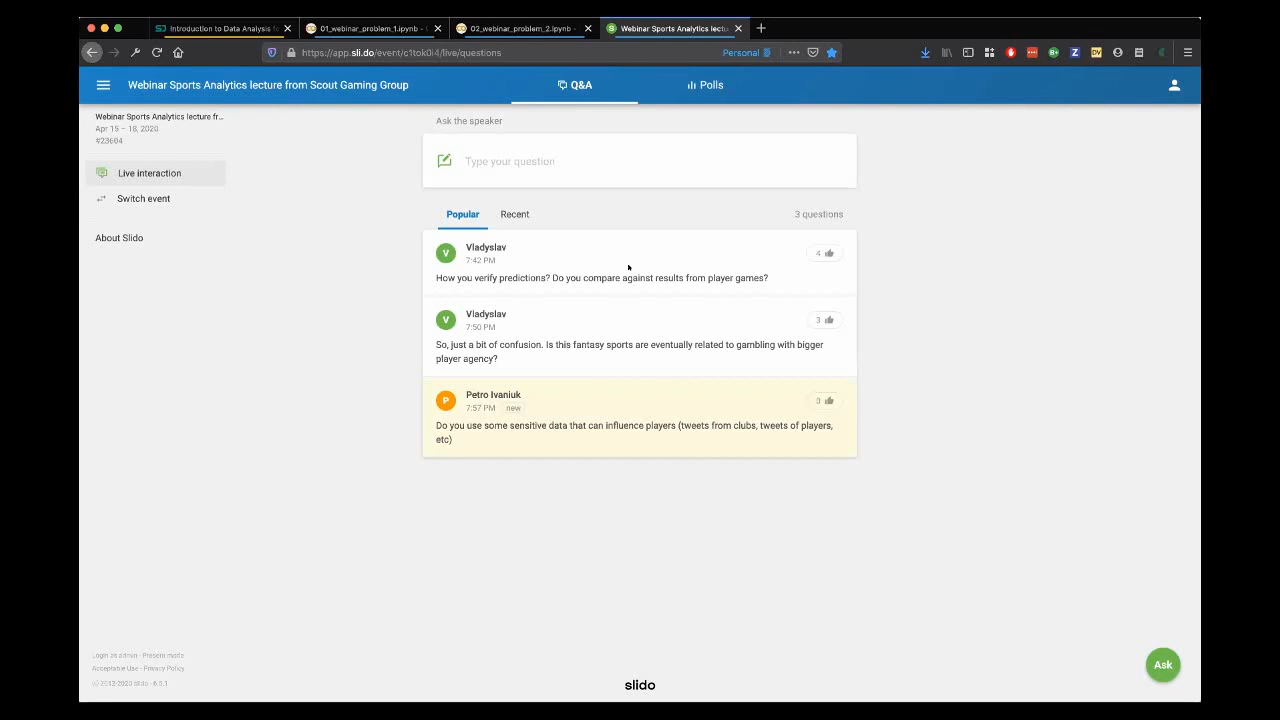 Introduction to Data Analysis fo
01_webinar_problem_1.ipynb -
02_webinar_problem_2.ipynb -
Webinar Sports Analytics lectu
https://app.sli.do/event/c1tok0l4/live/questions
Personal
Webinar Sports Analytics lecture from Scout Gaming Group
Q&A
Polls
Webinar Sports Analytics lecture fr...
Apr 15 – 18, 2020
#23604
Live interaction
Switch event
About Slido
Ask the speaker
Type your question
Popular
Recent
3 questions
V
Vladyslav
7:42 PM
4
How you verify predictions? Do you compare against results from player games?
V
Vladyslav
7:50 PM
3
So, just a bit of confusion. Is this fantasy sports are eventually related to gambling with bigger
player agency?
P
Petro Ivaniuk
7:57 PM new
0
Do you use some sensitive data that can influence players (tweets from clubs, tweets of players,
etc)
Login as admin - Present mode
Acceptable Use - Privacy Policy
(C) 2012-2020 slido - 6.5.1
slido
Ask